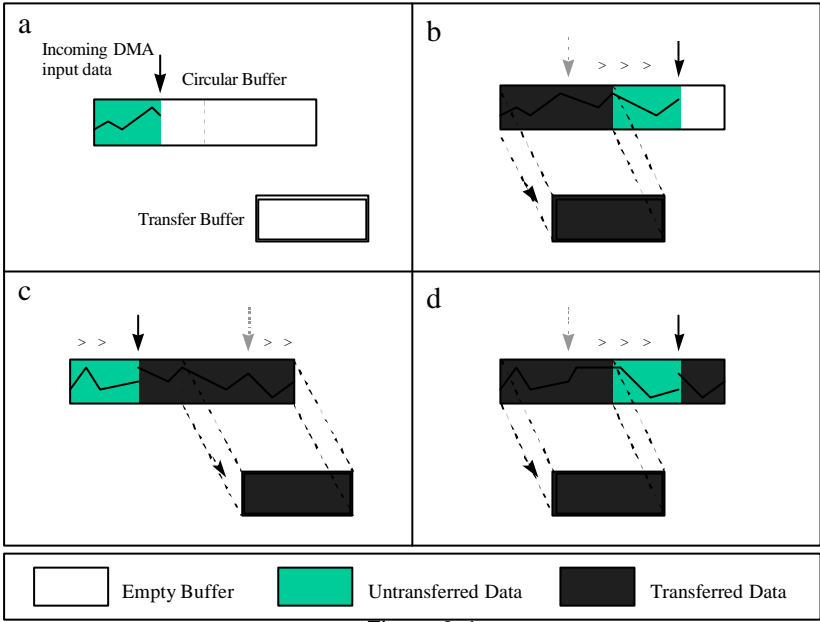 a
Incoming DMA
input data
Circular Buffer
Transfer Buffer
b
> > >
c
> >
> >
d
> > >
Empty Buffer
Untransferred Data
Transferred Data